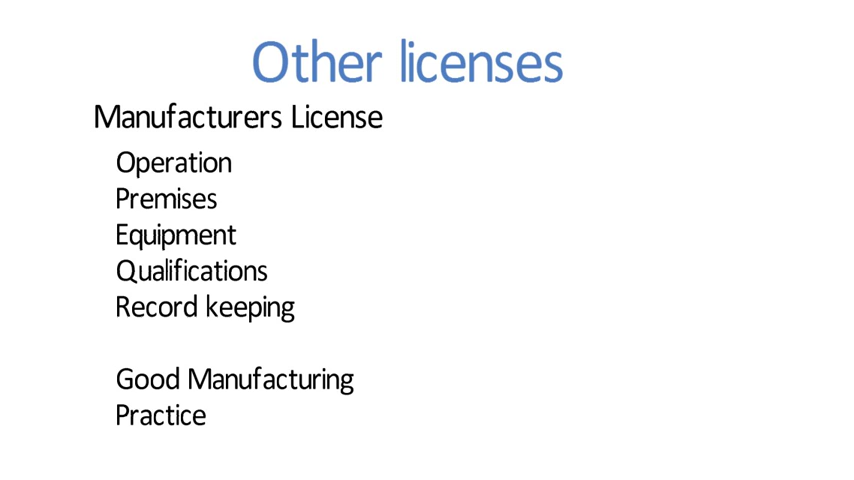 Other licenses
Manufacturers License
Operation
Premises
Equipment
Qualifications
Record keeping
Good Manufacturing
Practice